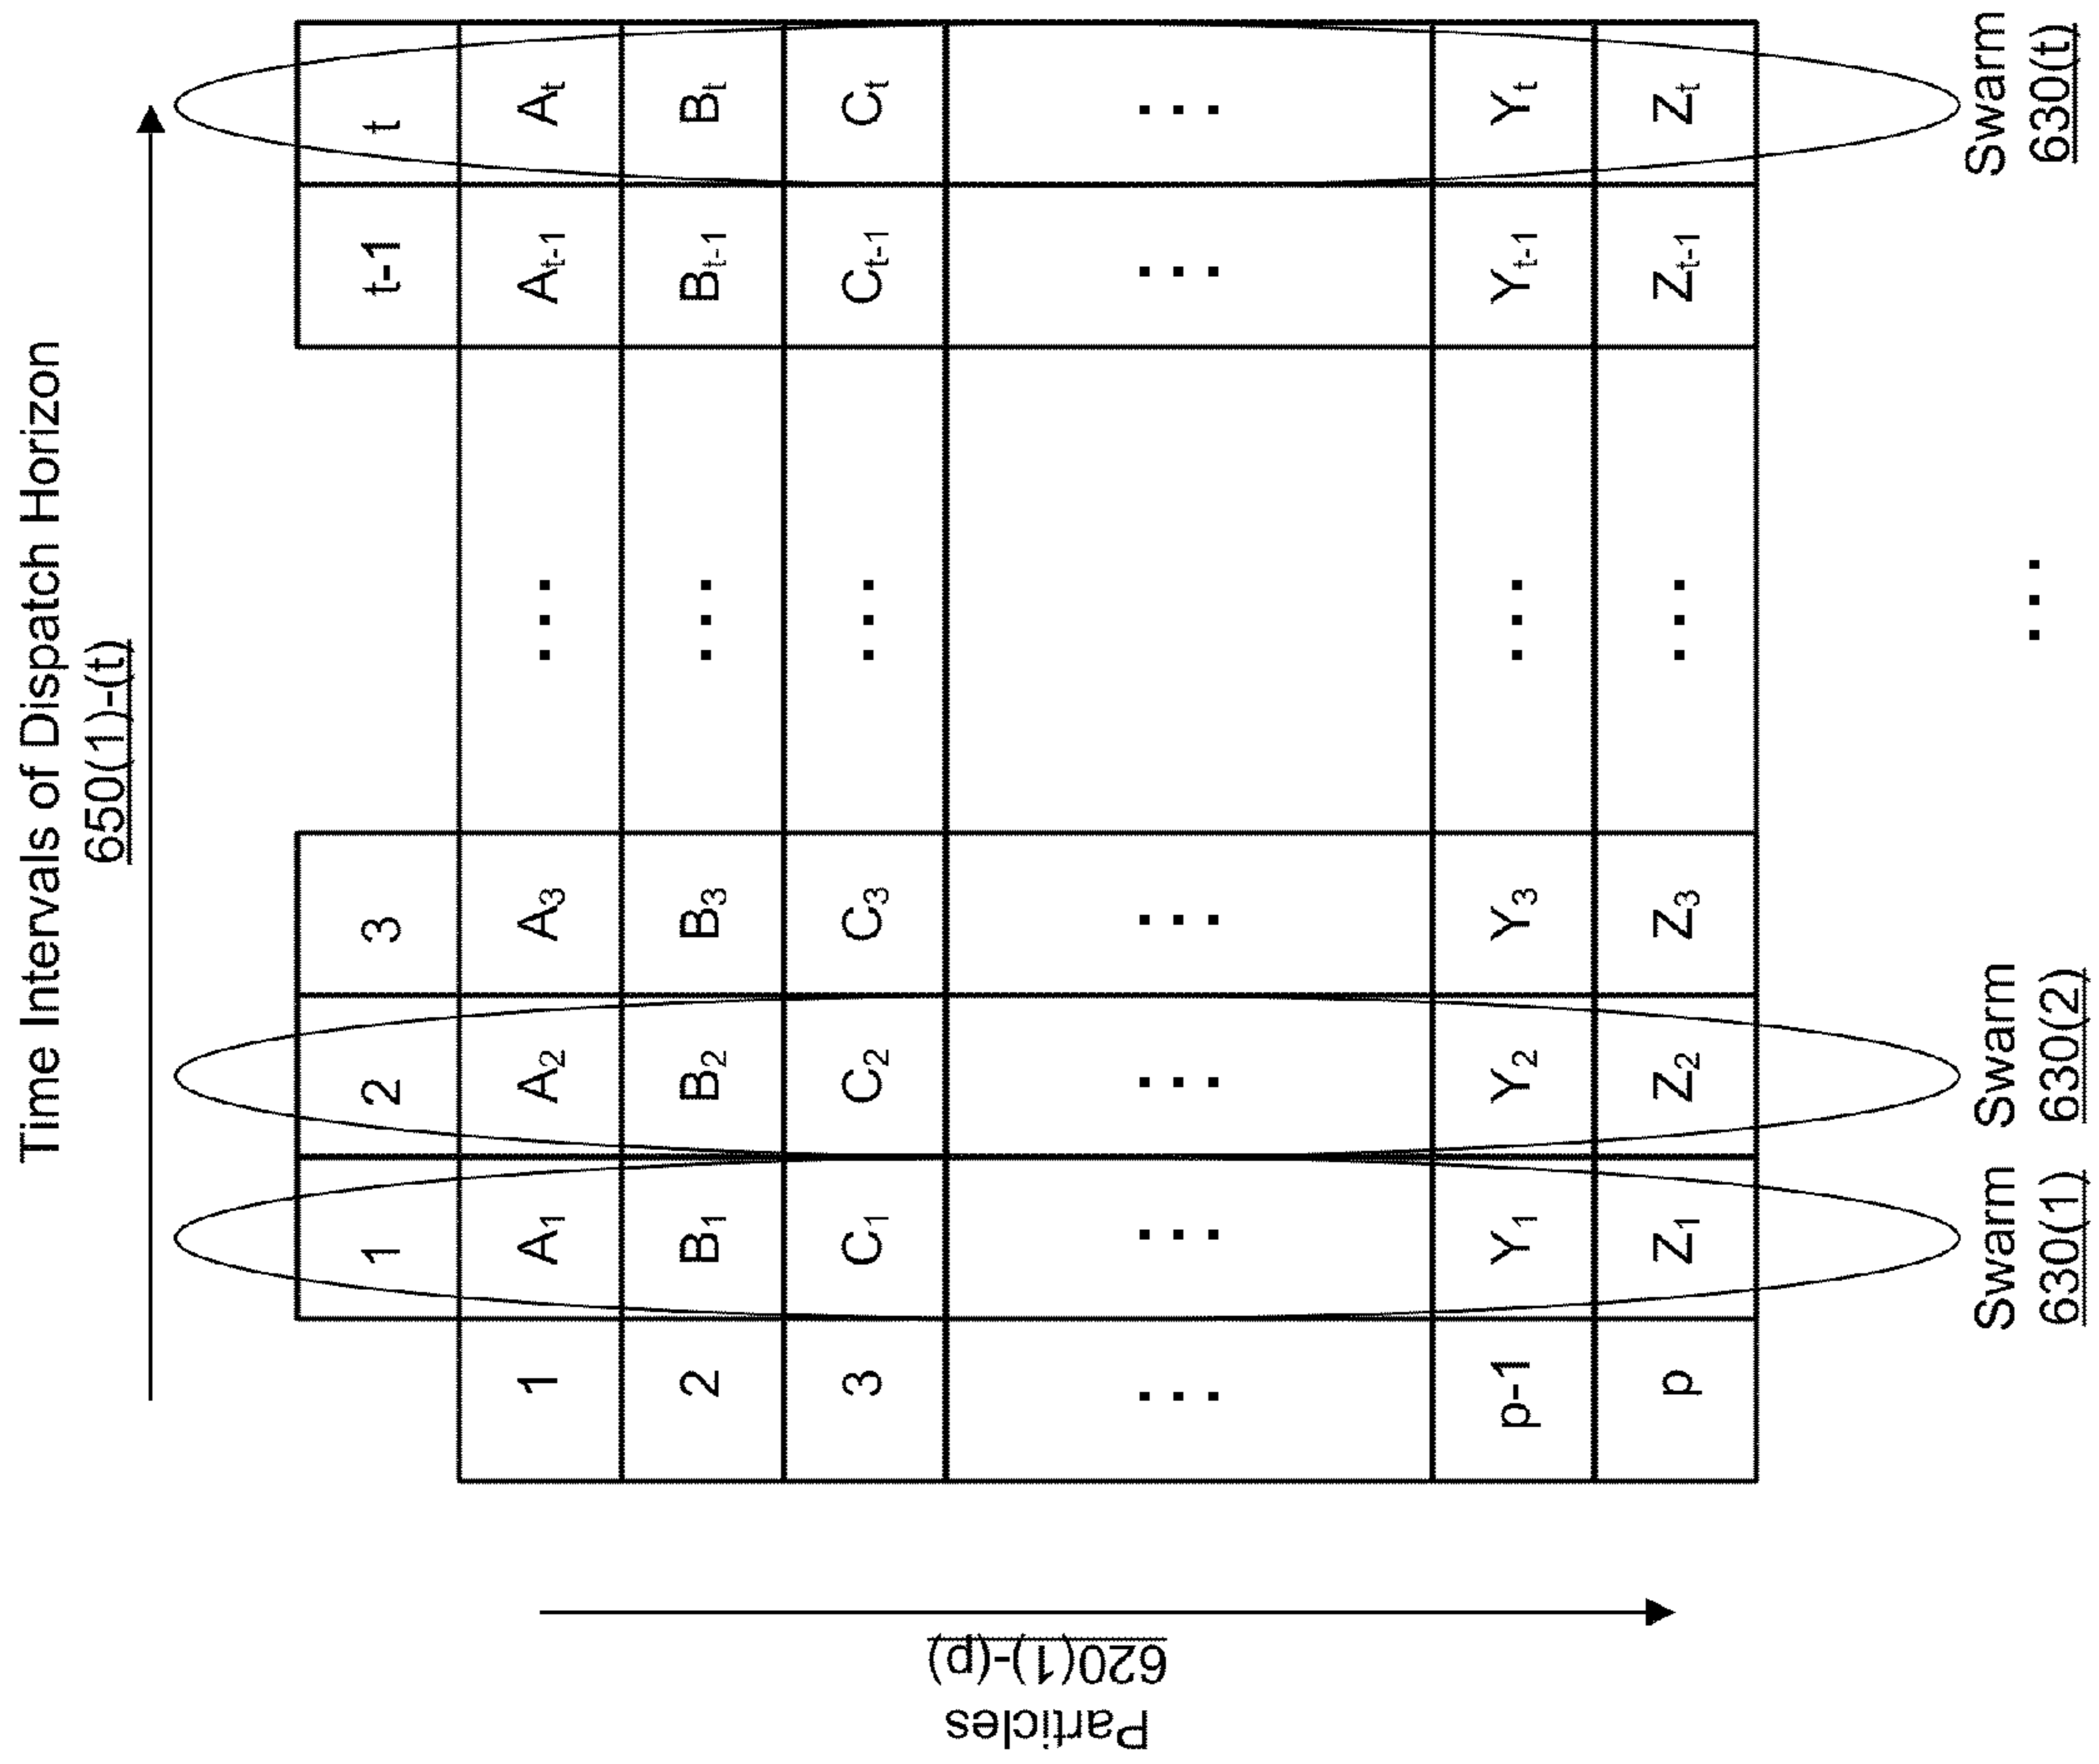 Time Intervals of Dispatch Horizon
650(1)-(t)
1 2 3 t-1 t
Particles
620(1)-(p)
1 A₁ A₂ A₃ ... Aₜ₋₁ Aₜ
2 B₁ B₂ B₃ ... Bₜ₋₁ Bₜ
3 C₁ C₂ C₃ ... Cₜ₋₁ Cₜ
... ... ... ... ... ...
p-1 Y₁ Y₂ Y₃ ... Yₜ₋₁ Yₜ
p Z₁ Z₂ Z₃ ... Zₜ₋₁ Zₜ
Swarm Swarm ... Swarm
630(1) 630(2) 630(t)